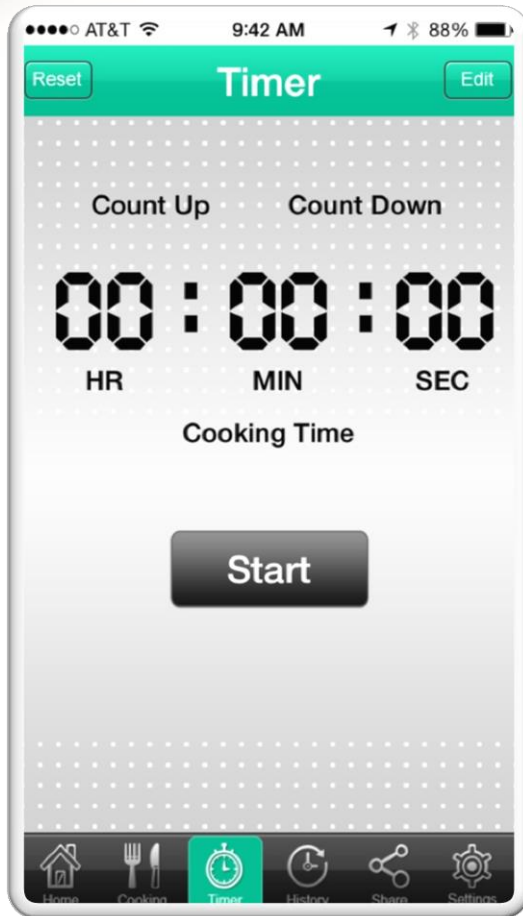 AT&T 9:42 AM 88%
Reset Timer Edit
Count Up Count Down
00:00:00
HR MIN SEC
Cooking Time
Start
Home Cooking Timer History Share Settings